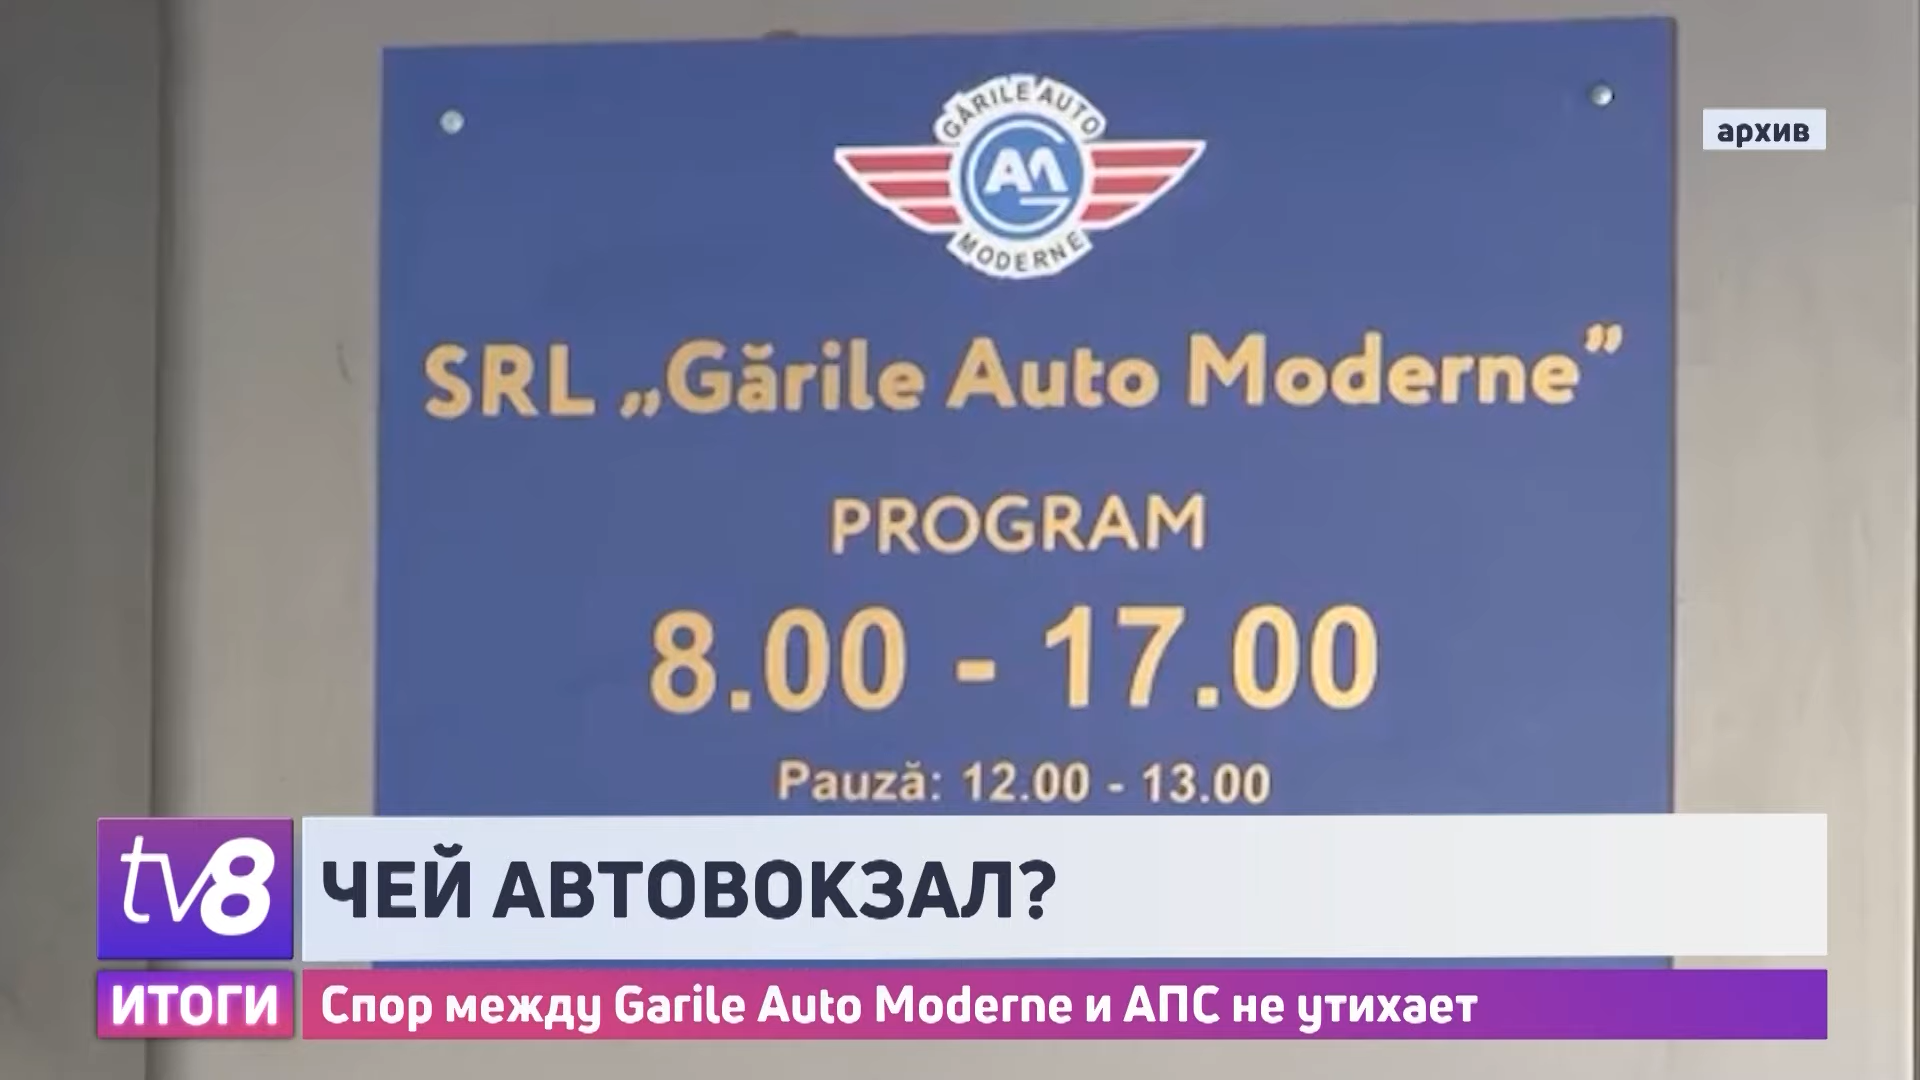 GĂRILE AUTO
GAM
MODERNE
архив
SRL „Gările Auto Moderne”
PROGRAM
8.00 - 17.00
Pauză: 12.00 - 13.00
tv8
ЧЕЙ АВТОВОКЗАЛ?
ИТОГИ
Спор между Garile Auto Moderne и АПС не утихает